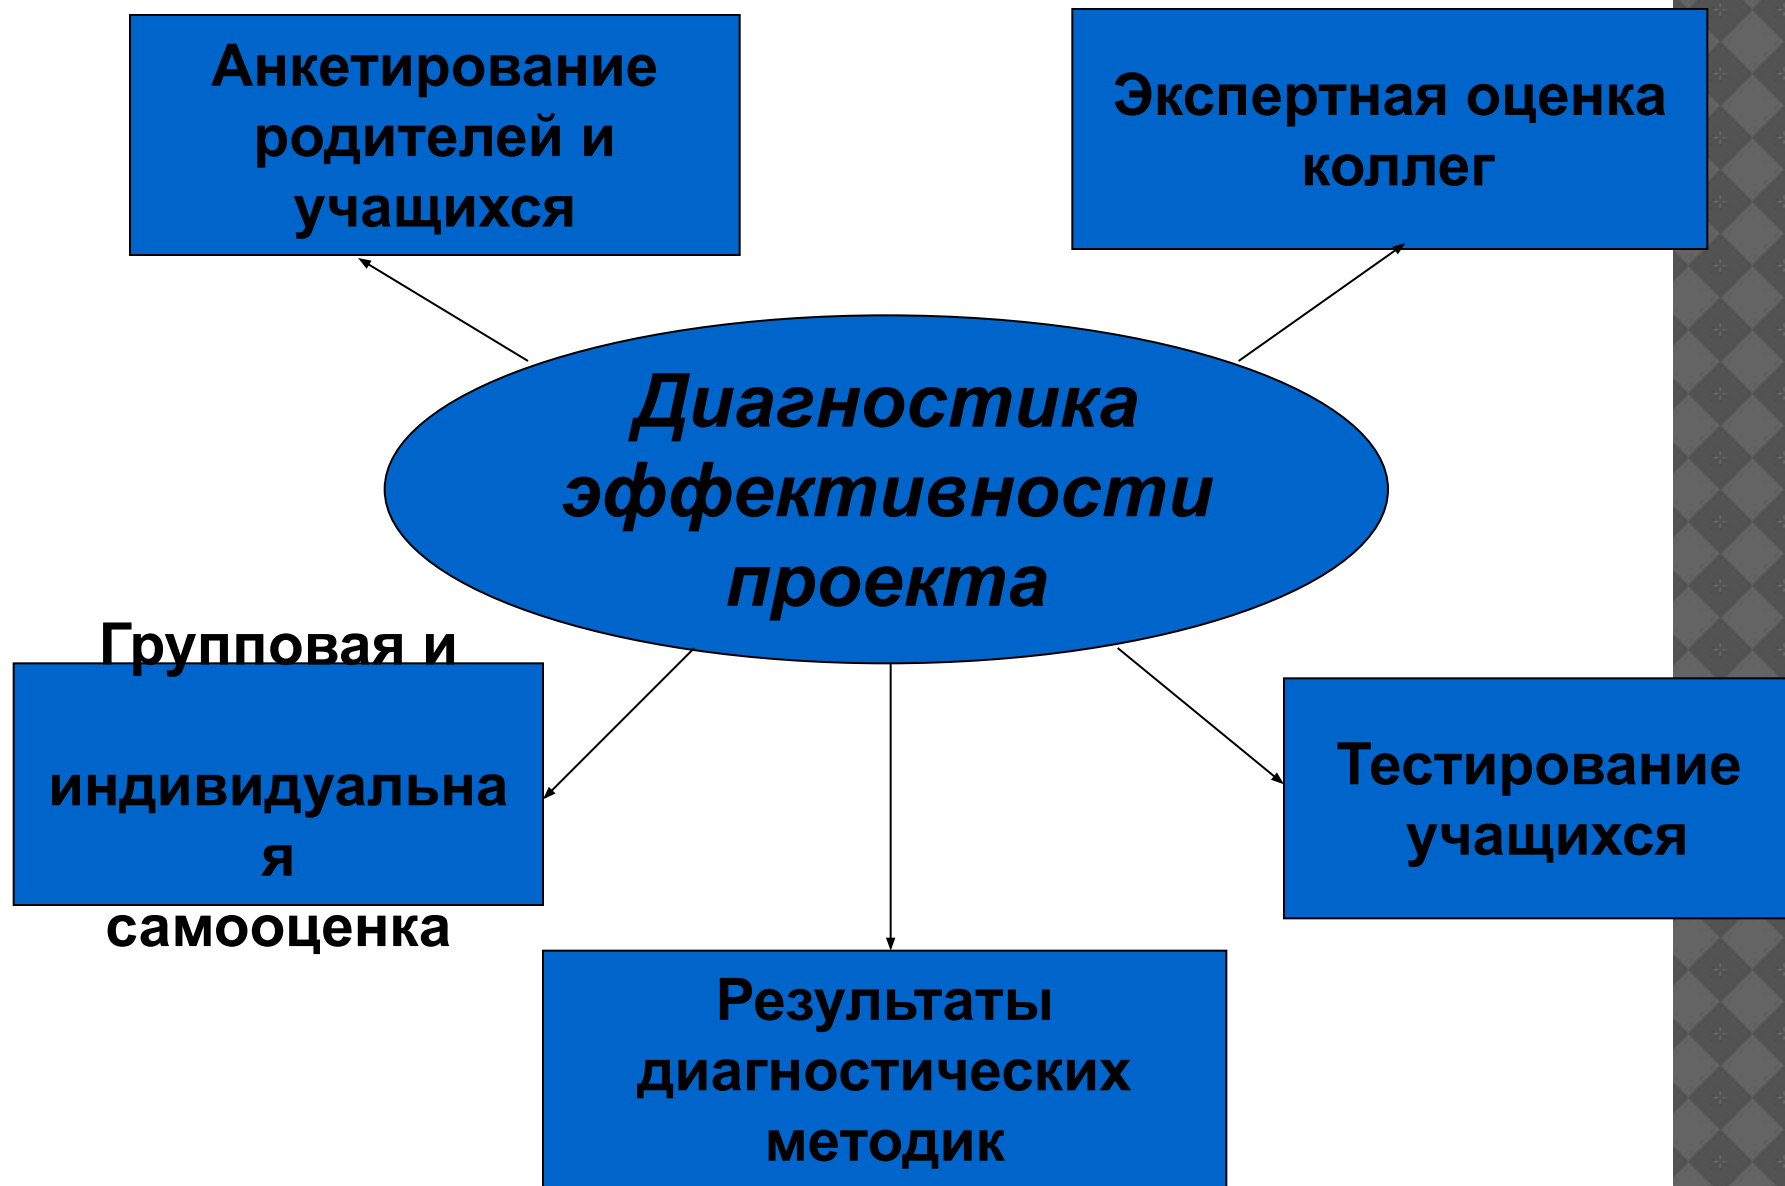 Анкетирование
родителей и
учащихся
Экспертная оценка
коллег
Диагностика
эффективности
проекта
Групповая и
индивидуальна
я
самооценка
Тестирование
учащихся
Результаты
диагностических
методик